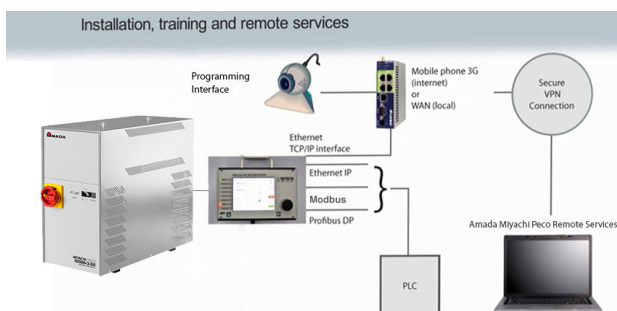 Installation, training and remote services
Programming
Interface
Mobile phone 3G
(internet)
or
WAN (local)
Secure
VPN
Connection
Ethernet
TCP/IP interface
Ethernet IP
Modbus
Profibus DP
AMADA
Amada Miyachi Peco Remote Services
PLC